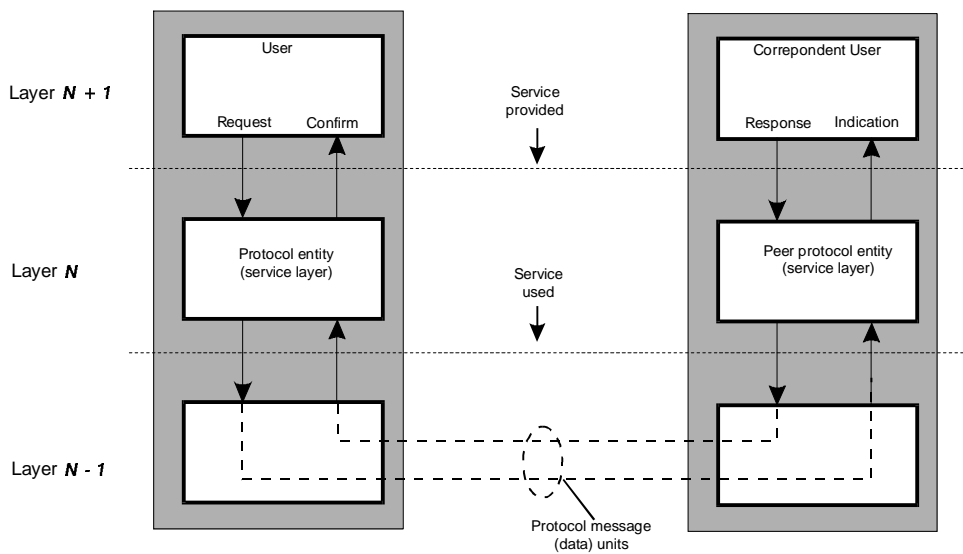 User
Correpondent User
Layer N + 1
Service
provided
Request Confirm
Response Indication
Layer N
Protocol entity
(service layer)
Peer protocol entity
(service layer)
Service
used
Layer N - 1
Protocol message
(data) units